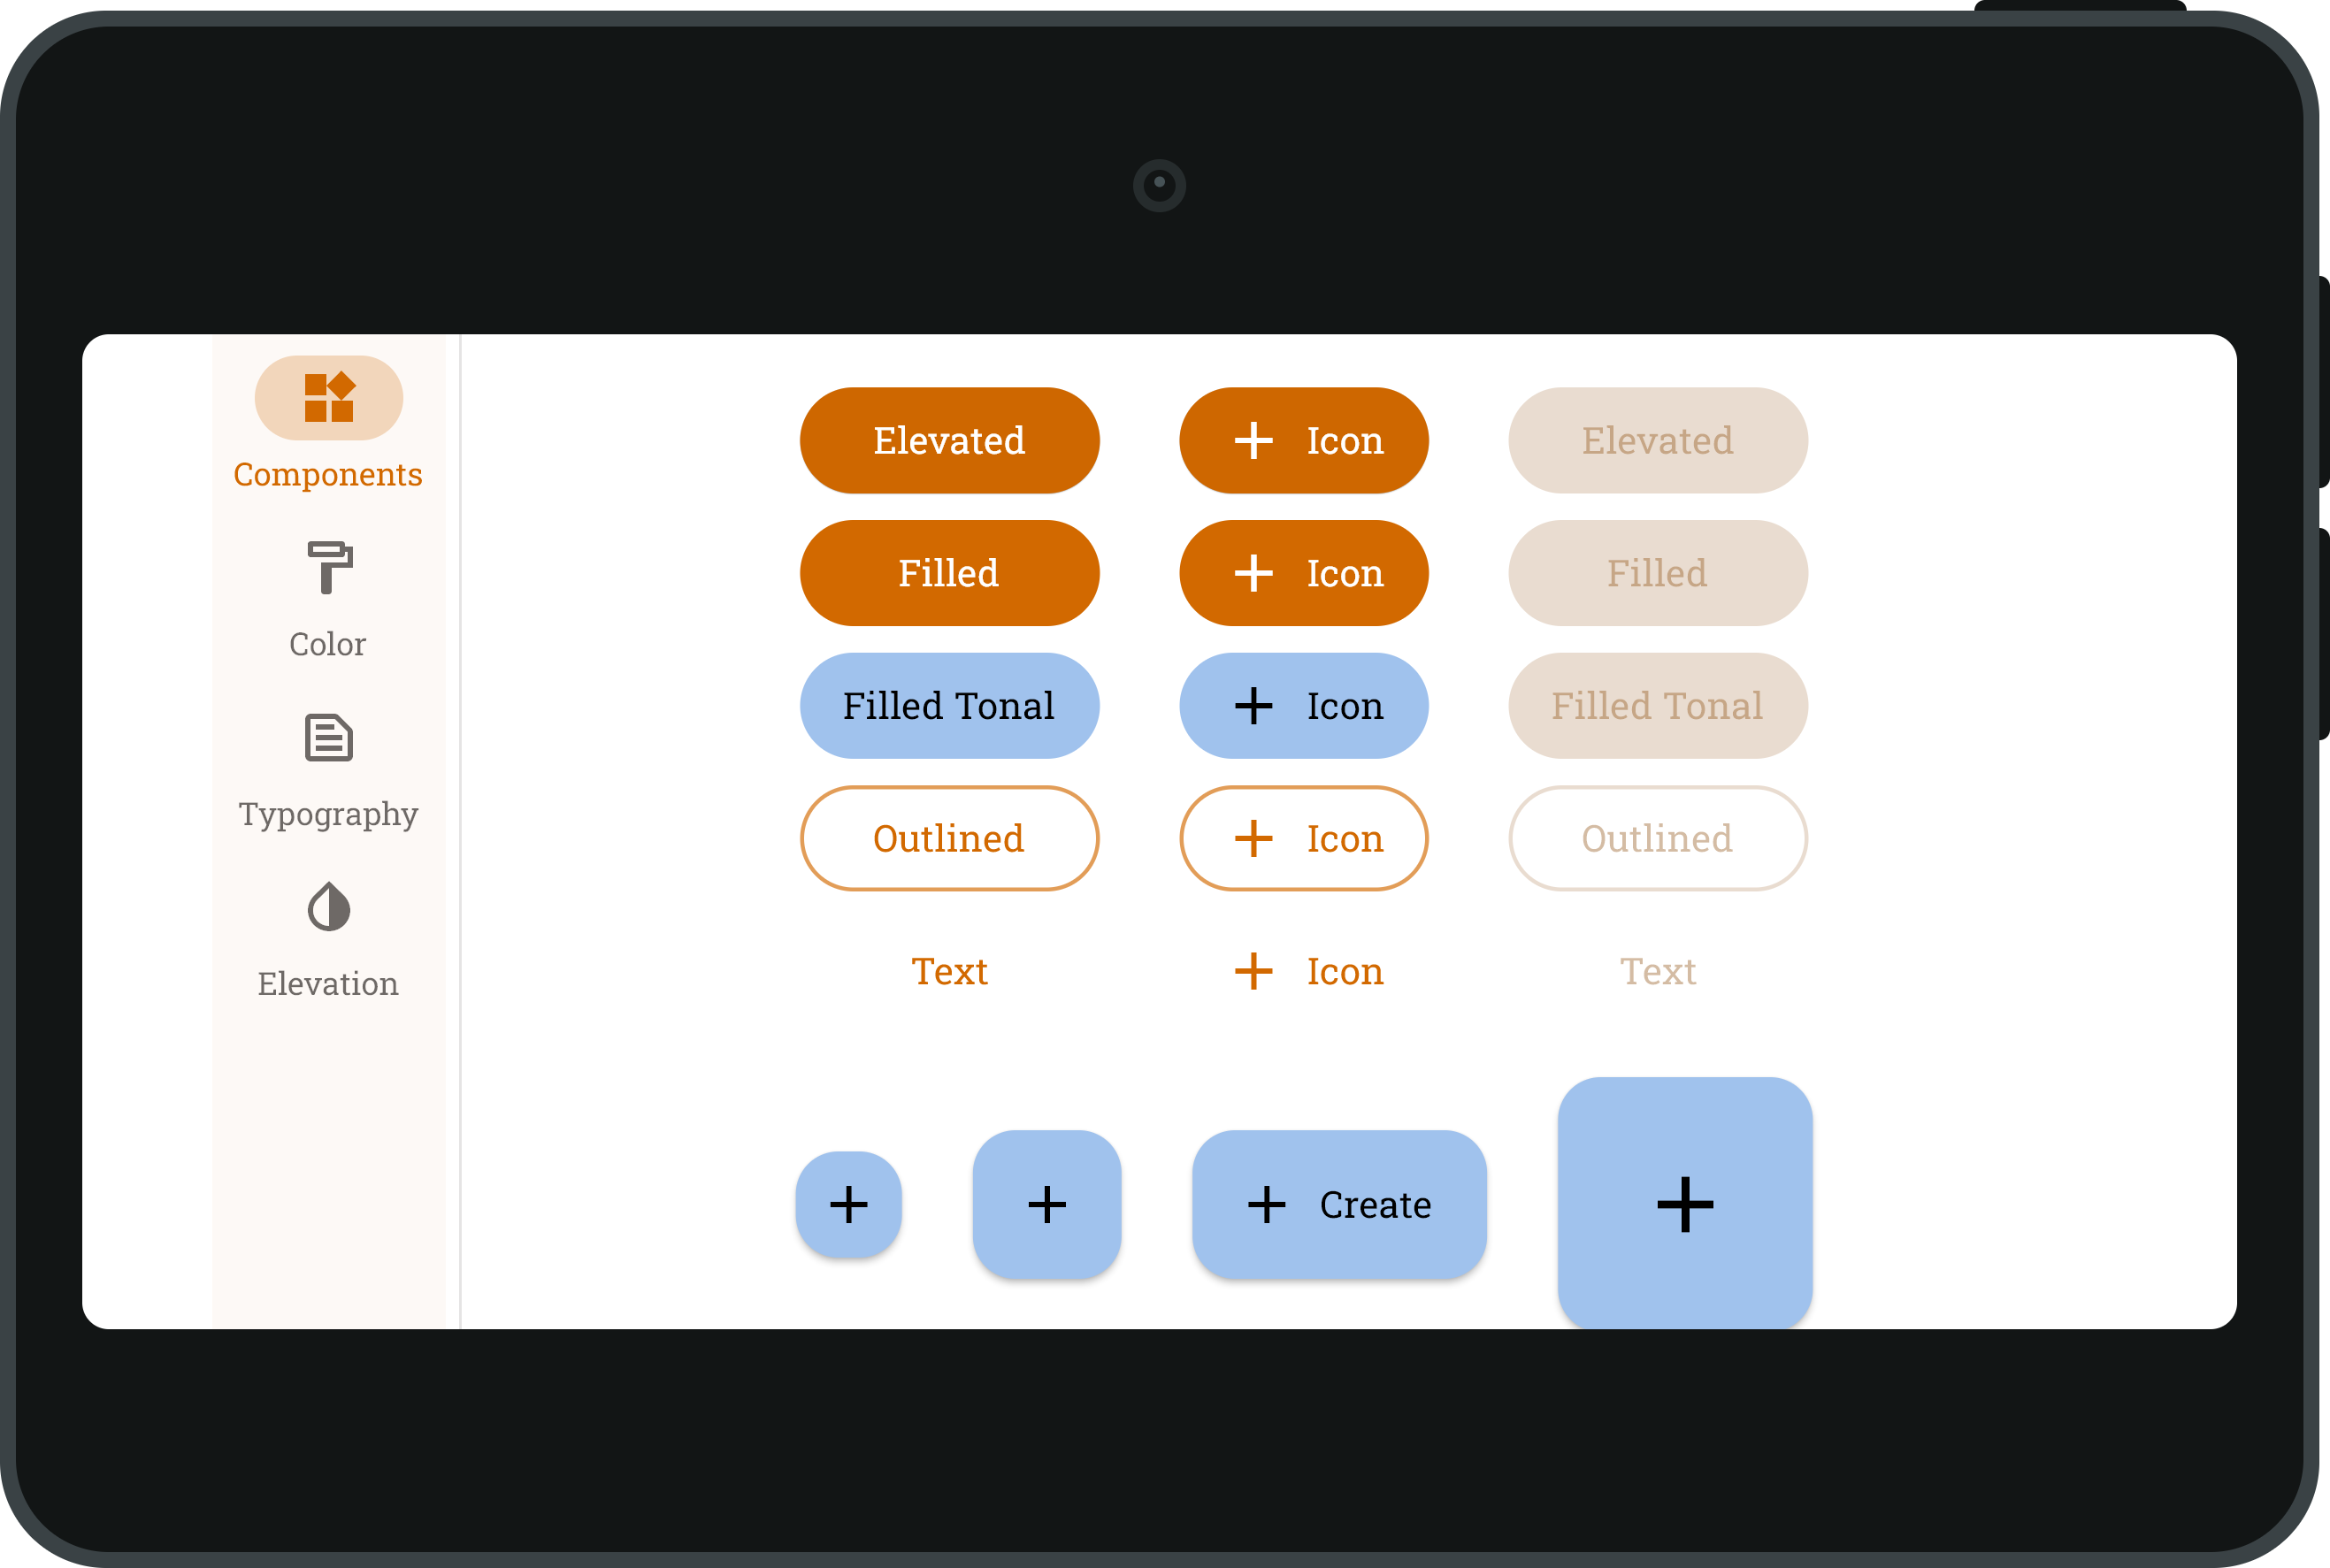 Components
Color
Typography
Elevation
Elevated Icon Elevated
Filled Icon Filled
Filled Tonal Icon Filled Tonal
Outlined Icon Outlined
Text Icon Text
Create